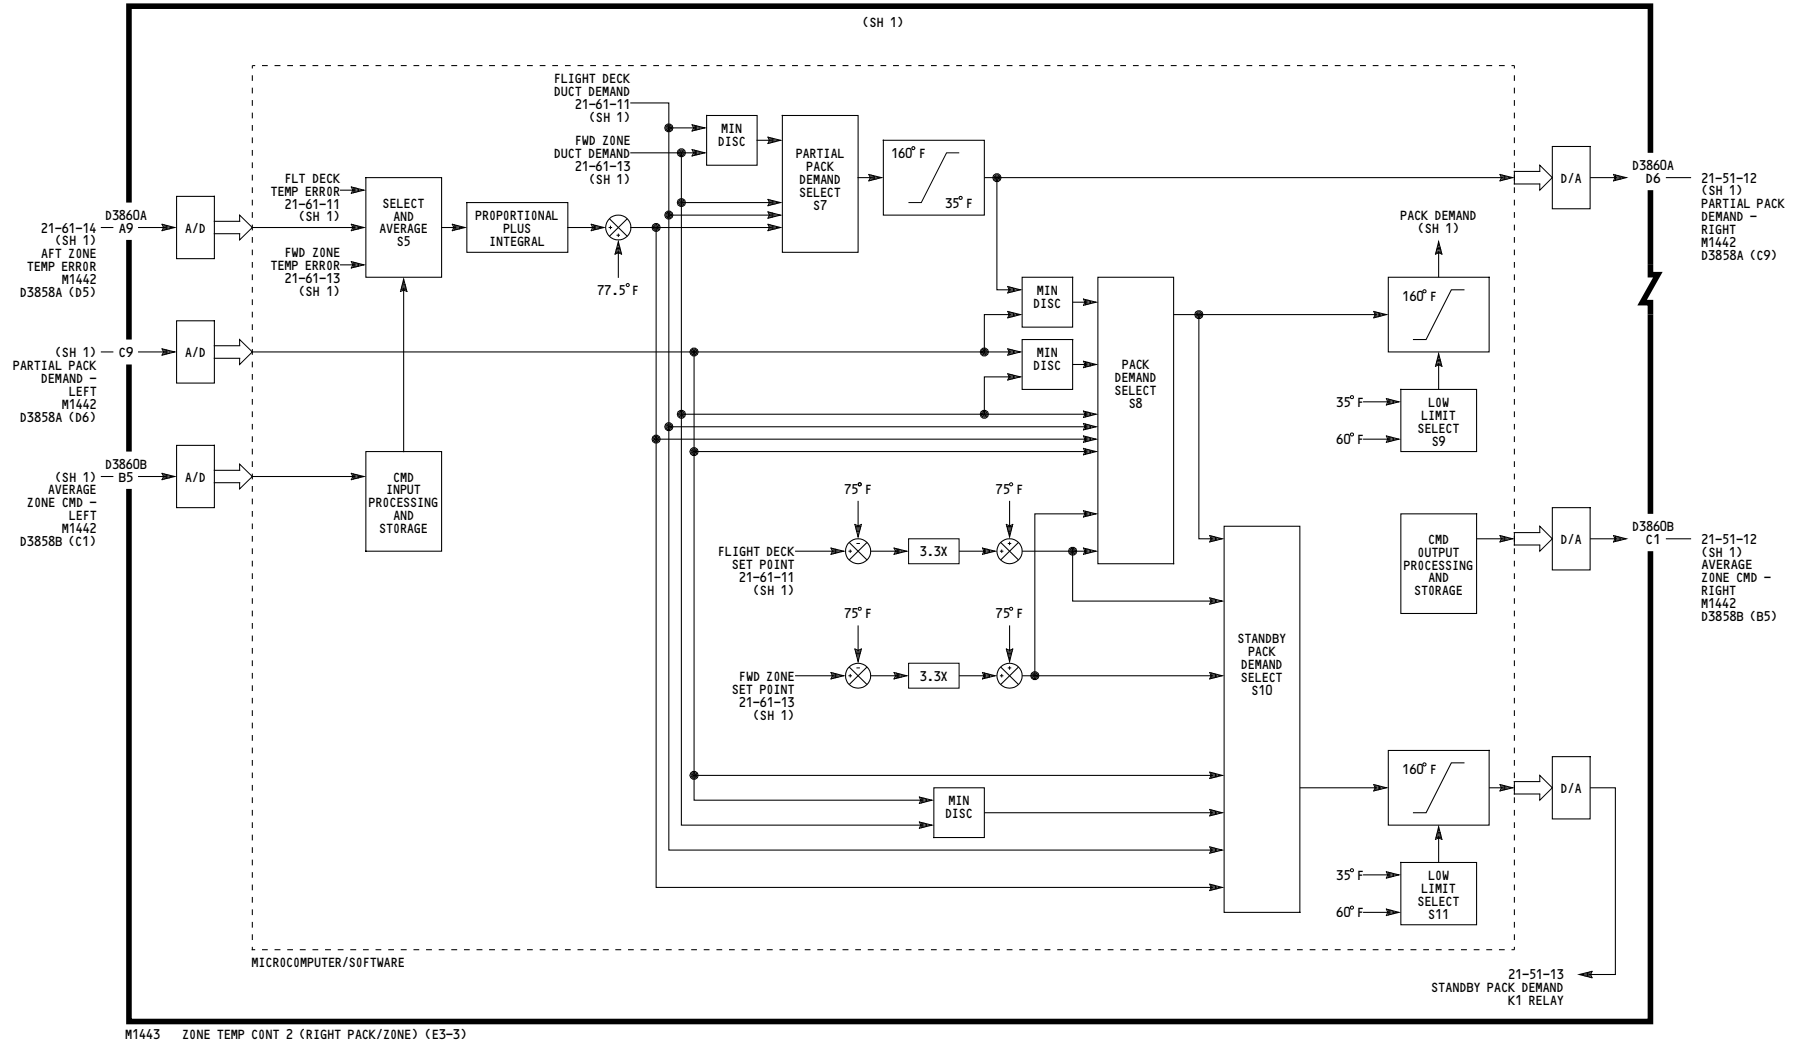 (SH 1)
FLIGHT DECK
DUCT DEMAND
21-61-11
(SH 1)
FWD ZONE
DUCT DEMAND
21-61-13
(SH 1)
MIN
DISC
PARTIAL
PACK
DEMAND
SELECT
S7
160°F
35°F
D/A
D3860A
D6
21-51-12
(SH 1)
PARTIAL PACK
DEMAND -
RIGHT
M1442
D3858A (C9)
D3860A
A9
21-61-14
(SH 1)
AFT ZONE
TEMP ERROR
M1442
D3858A (D5)
A/D
FLT DECK
TEMP ERROR
21-61-11
(SH 1)
FWD ZONE
TEMP ERROR
21-61-13
(SH 1)
SELECT
AND
AVERAGE
S5
PROPORTIONAL
PLUS
INTEGRAL
+
+
77.5°F
PACK DEMAND
(SH 1)
160°F
MIN
DISC
MIN
DISC
PACK
DEMAND
SELECT
S8
35°F
60°F
LOW
LIMIT
SELECT
S9
(SH 1)
C9
PARTIAL PACK
DEMAND -
LEFT
M1442
D3858A (D6)
A/D
D3860B
(SH 1)
B5
AVERAGE
ZONE CMD -
LEFT
M1442
D3858B (C1)
A/D
CMD
INPUT
PROCESSING
AND
STORAGE
75°F
75°F
FLIGHT DECK
SET POINT
21-61-11
(SH 1)
-
+
3.3X
+
+
75°F
75°F
FWD ZONE
SET POINT
21-61-13
(SH 1)
-
+
3.3X
+
+
STANDBY
PACK
DEMAND
SELECT
S10
CMD
OUTPUT
PROCESSING
AND
STORAGE
D/A
D3860B
C1
21-51-12
(SH 1)
AVERAGE
ZONE CMD -
RIGHT
M1442
D3858B (B5)
MIN
DISC
160°F
D/A
35°F
60°F
LOW
LIMIT
SELECT
S11
MICROCOMPUTER/SOFTWARE
21-51-13
STANDBY PACK DEMAND
K1 RELAY
M1443 ZONE TEMP CONT 2 (RIGHT PACK/ZONE) (E3-3)